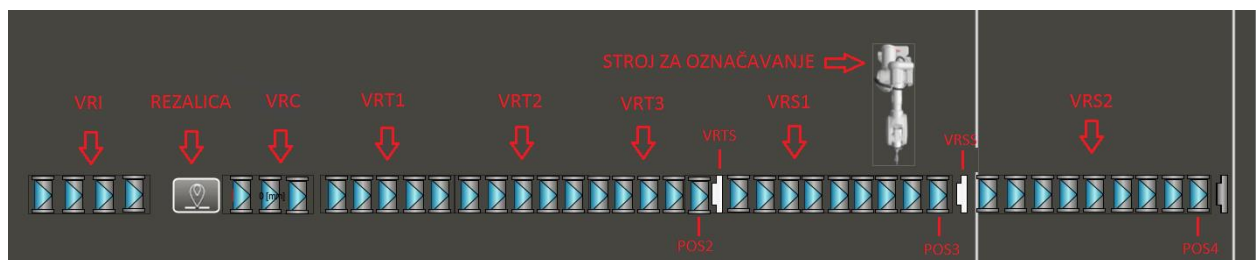 STROJ ZA OZNAČAVANJE
VRI
REZALICA
VRC
VRT1
VRT2
VRT3
VRS1
VRS2
VRTS
VRSS
0 [mm]
POS2
POS3
POS4